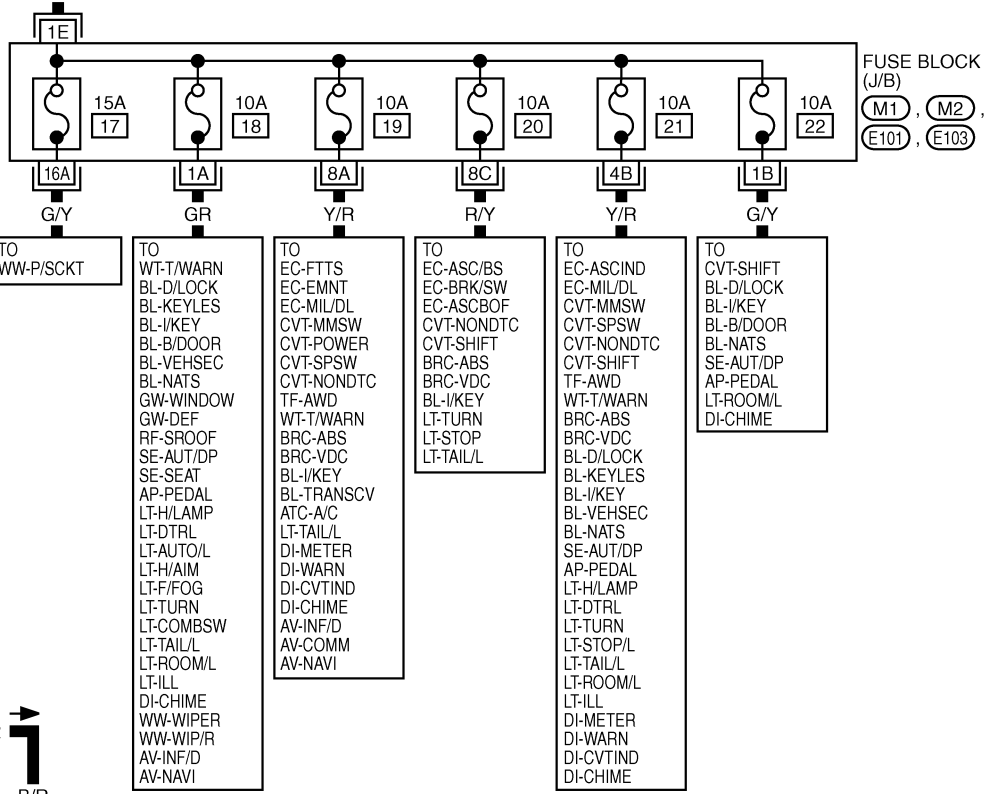 1E
FUSE BLOCK
(J/B)
M1 , M2 ,
E101 , E103
15A
17
10A
18
10A
19
10A
20
10A
21
10A
22
16A
1A
8A
8C
4B
1B
G/Y
GR
Y/R
R/Y
Y/R
G/Y
TO
WW-P/SCKT
TO
WT-T/WARN
BL-D/LOCK
BL-KEYLES
BL-I/KEY
BL-B/DOOR
BL-VEHSEC
BL-NATS
GW-WINDOW
GW-DEF
RF-SROOF
SE-AUT/DP
SE-SEAT
AP-PEDAL
LT-H/LAMP
LT-DTRL
LT-AUTO/L
LT-H/AIM
LT-F/FOG
LT-TURN
LT-COMBSW
LT-TAIL/L
LT-ROOM/L
LT-ILL
DI-CHIME
WW-WIPER
WW-WIP/R
AV-INF/D
AV-NAVI
TO
EC-FTTS
EC-EMNT
EC-MIL/DL
CVT-MMSW
CVT-POWER
CVT-SPSW
CVT-NONDTC
TF-AWD
WT-T/WARN
BRC-ABS
BRC-VDC
BL-I/KEY
BL-TRANSCV
ATC-A/C
LT-TAIL/L
DI-METER
DI-WARN
DI-CVTIND
DI-CHIME
AV-INF/D
AV-COMM
AV-NAVI
TO
EC-ASC/BS
EC-BRK/SW
EC-ASCBOF
CVT-NONDTC
CVT-SHIFT
BRC-ABS
BRC-VDC
BL-I/KEY
LT-TURN
LT-STOP
LT-TAIL/L
TO
EC-ASCIND
EC-MIL/DL
CVT-MMSW
CVT-SPSW
CVT-NONDTC
CVT-SHIFT
TF-AWD
WT-T/WARN
BRC-ABS
BRC-VDC
BL-D/LOCK
BL-KEYLES
BL-I/KEY
BL-VEHSEC
BL-NATS
SE-AUT/DP
AP-PEDAL
LT-H/LAMP
LT-DTRL
LT-TURN
LT-STOP/L
LT-TAIL/L
LT-ROOM/L
LT-ILL
DI-METER
DI-WARN
DI-CVTIND
DI-CHIME
TO
CVT-SHIFT
BL-D/LOCK
BL-I/KEY
BL-B/DOOR
BL-NATS
SE-AUT/DP
AP-PEDAL
LT-ROOM/L
DI-CHIME